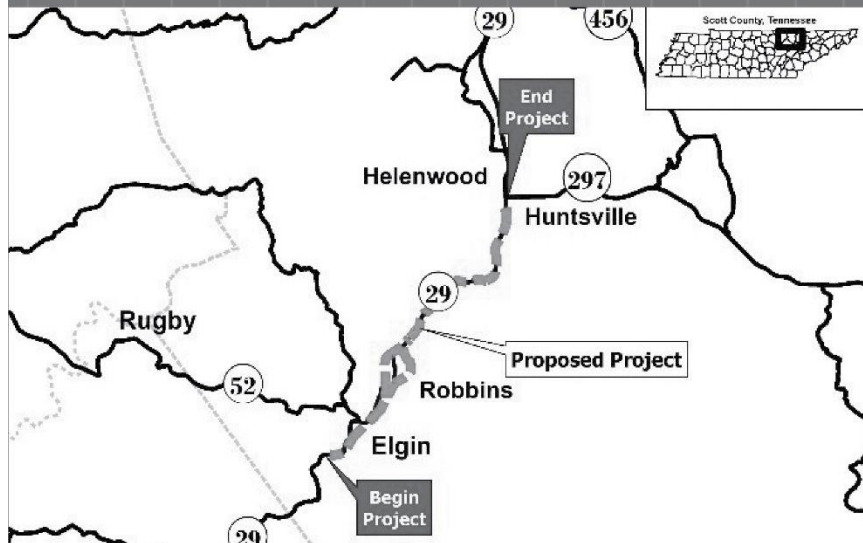 29
456
Scott County, Tennessee
End
Project
Helenwood
297
Huntsville
29
Rugby
Proposed Project
52
Robbins
Elgin
Begin
Project
29